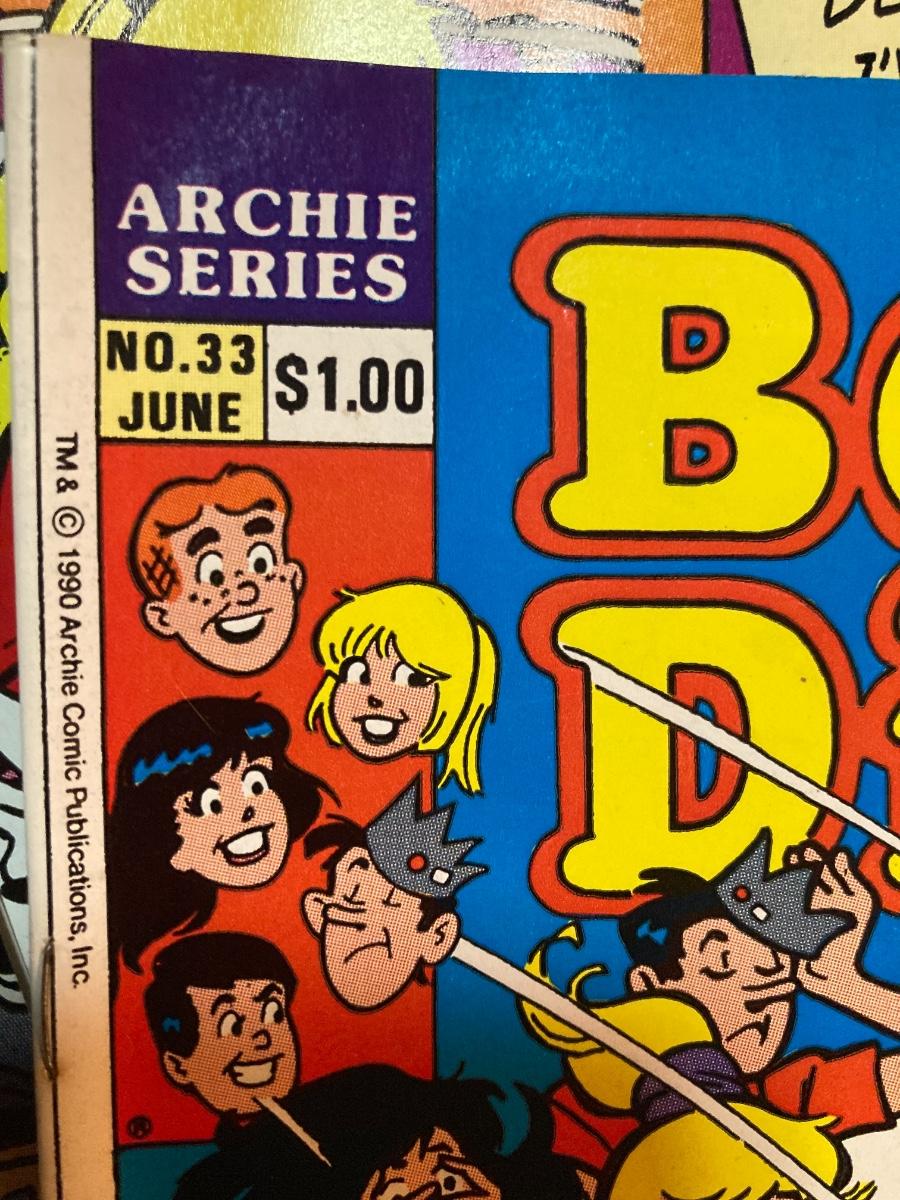 ARCHIE
SERIES
NO.33
JUNE
$1.00
TM & © 1990 Archie Comic Publications, Inc.
B
D
®